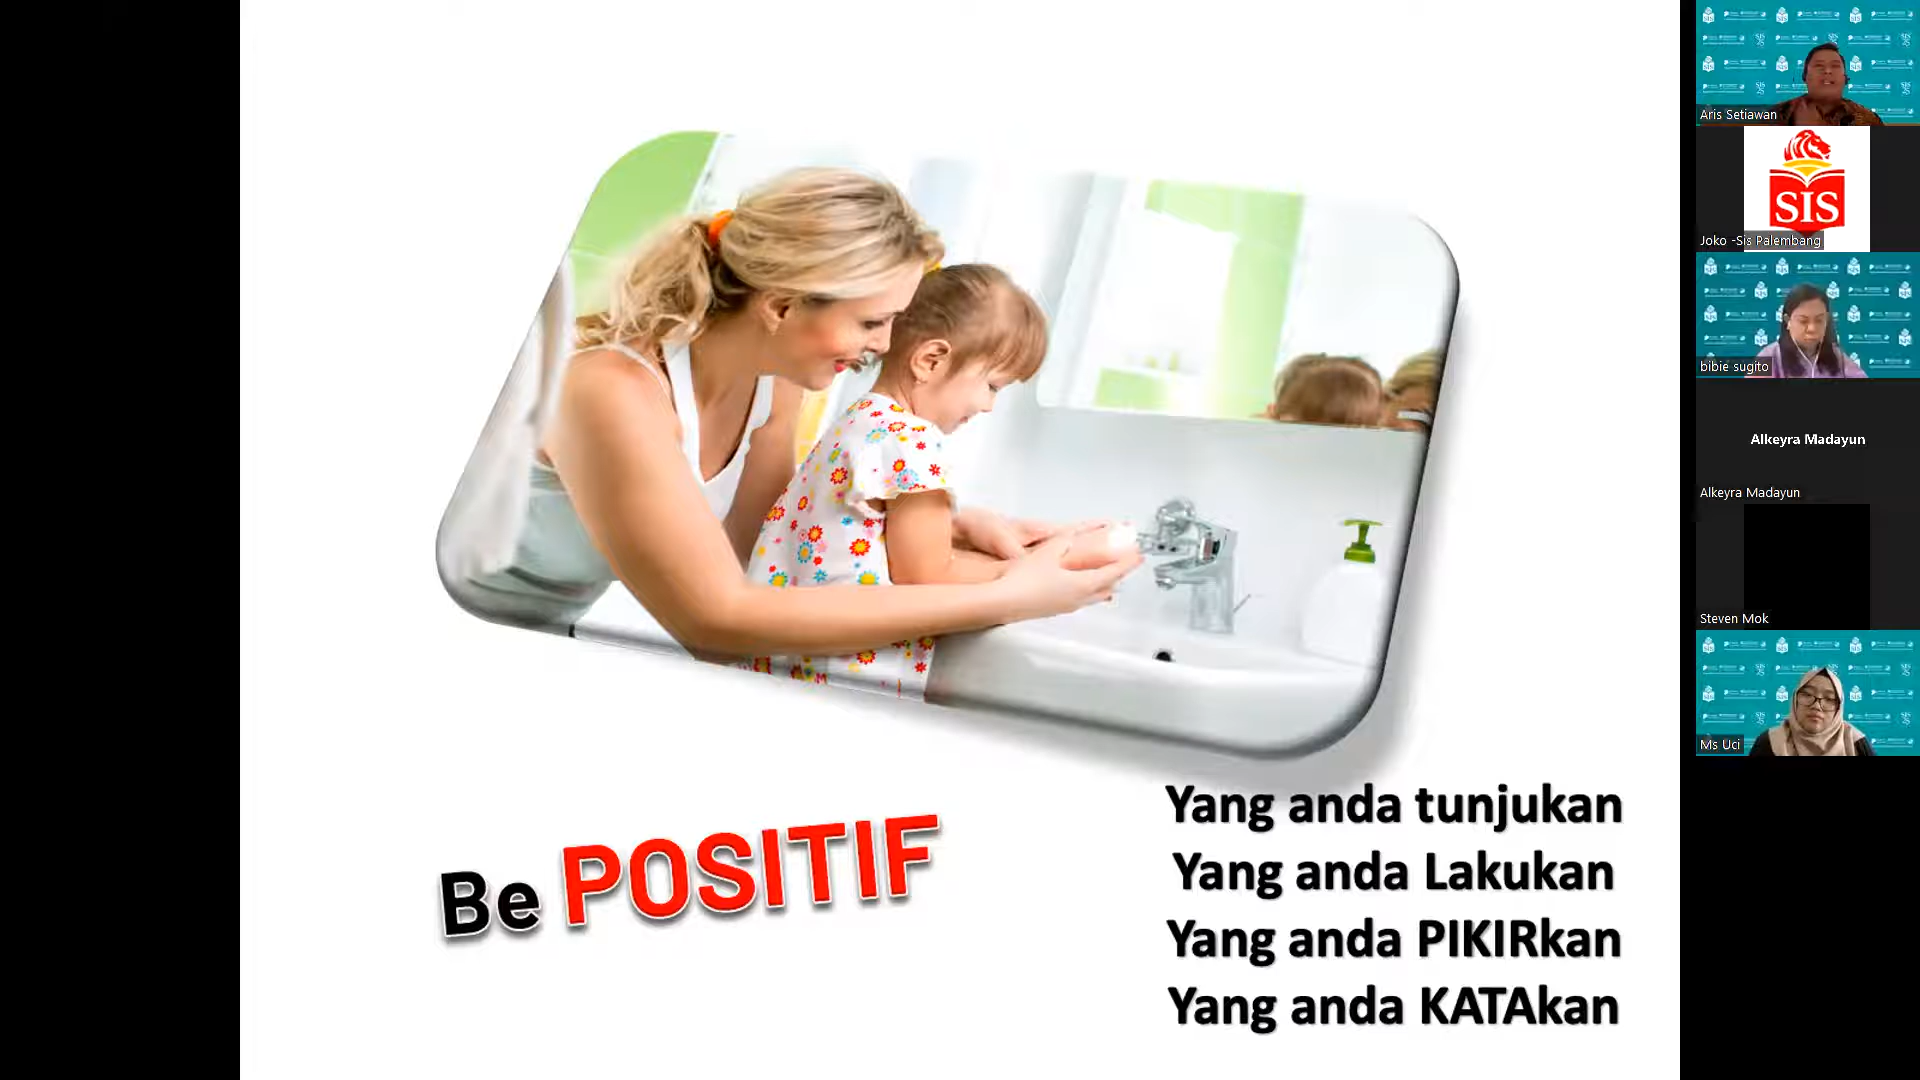 Be POSITIF
Yang anda tunjukan
Yang anda Lakukan
Yang anda PIKIRkan
Yang anda KATAkan
Aris Setiawan
SIS
Joko -Sis Palembang
bibie sugito
Alkeyra Madayun
Alkeyra Madayun
Steven Mok
Ms Uci